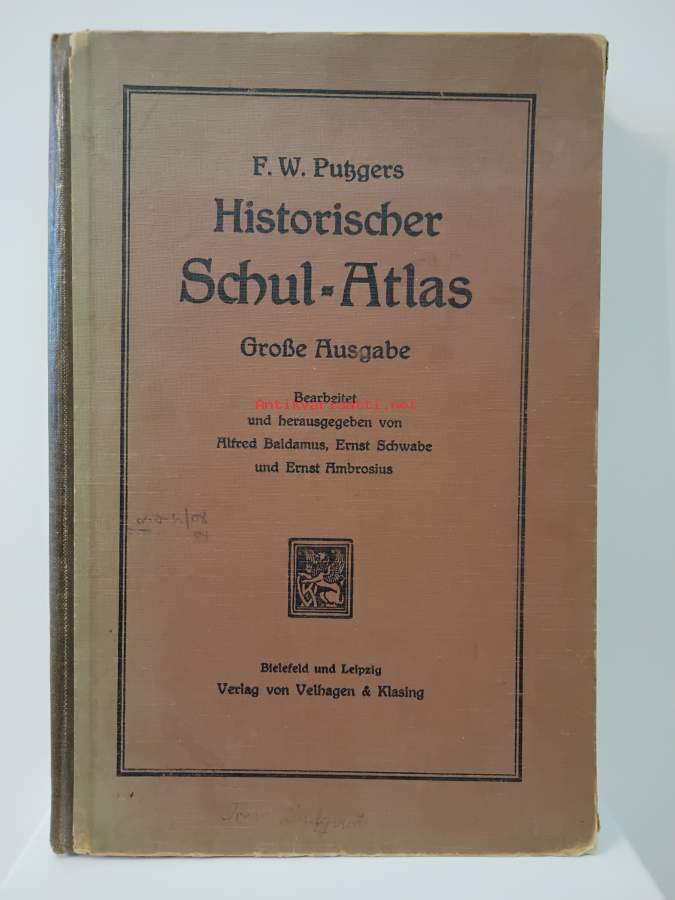 F. W. Putzgers
Historischer
Schul-Atlas
Große Ausgabe
Bearbeitet
Antikvariaatti.net
und herausgegeben von
Alfred Baldamus, Ernst Schwabe
und Ernst Ambrosius
Bielefeld und Leipzig
Verlag von Velhagen & Klasing